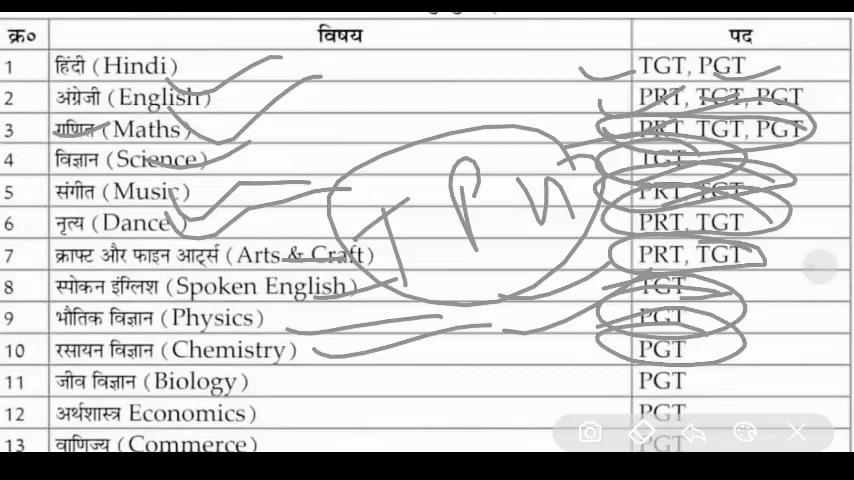 क्र० विषय पद
1 हिंदी (Hindi) TGT, PGT
2 अंग्रेजी (English) PRT, TGT, PGT
3 गणित (Maths) PRT, TGT, PGT
4 विज्ञान (Science) TGT
5 संगीत (Music) PRT, TGT
6 नृत्य (Dance) PRT, TGT
7 क्राफ्ट और फाइन आर्ट्स (Arts & Craft) PRT, TGT
8 स्पोकन इंग्लिश (Spoken English) TGT
9 भौतिक विज्ञान (Physics) PGT
10 रसायन विज्ञान (Chemistry) PGT
11 जीव विज्ञान (Biology) PGT
12 अर्थशास्त्र Economics) PGT
13 वाणिज्य (Commerce) PGT